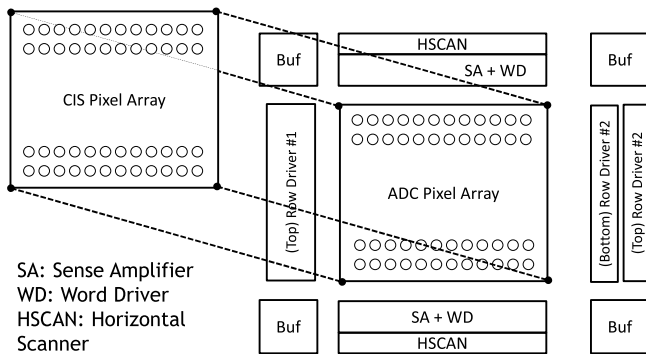 HSCAN
Buf
Buf
SA + WD
CIS Pixel Array
(Top) Row Driver #1
ADC Pixel Array
(Bottom) Row Driver #2
(Top) Row Driver #2
SA: Sense Amplifier
WD: Word Driver
HSCAN: Horizontal
Scanner
Buf
SA + WD
Buf
HSCAN